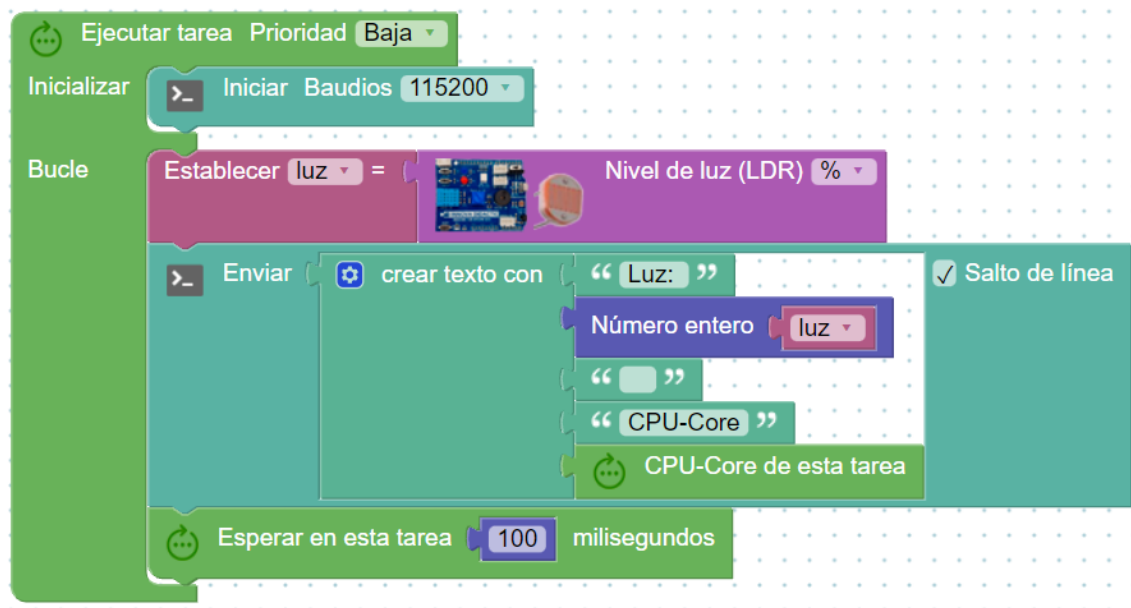 Ejecutar tarea Prioridad Baja
Inicializar >_ Iniciar Baudios 115200
Bucle Establecer luz = Nivel de luz (LDR) %
>_ Enviar crear texto con “ Luz: ” Salto de línea
Número entero luz
“ ”
“ CPU-Core ”
CPU-Core de esta tarea
Esperar en esta tarea 100 milisegundos